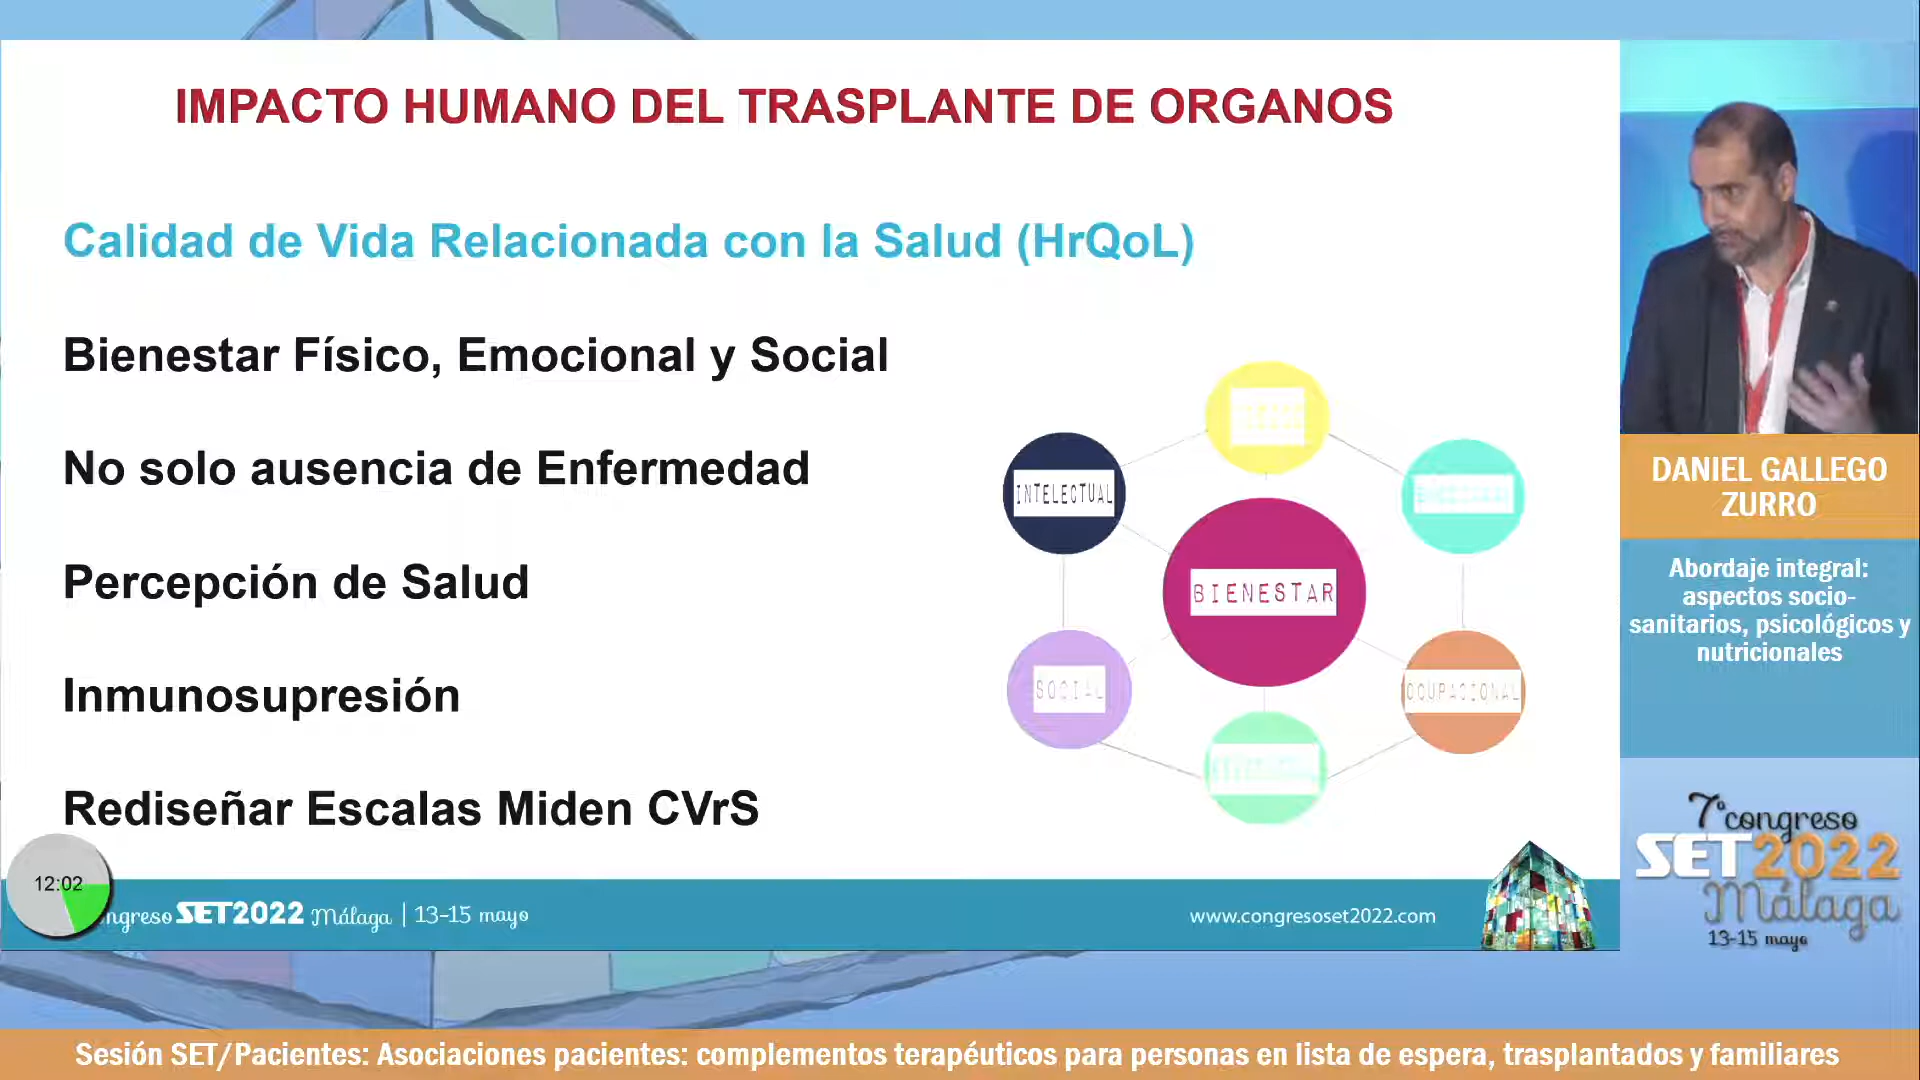 IMPACTO HUMANO DEL TRASPLANTE DE ORGANOS
Calidad de Vida Relacionada con la Salud (HrQoL)
Bienestar Físico, Emocional y Social
No solo ausencia de Enfermedad
Percepción de Salud
Inmunosupresión
Rediseñar Escalas Miden CVrS
INTELECTUAL
BIENESTAR
SOCIAL
OCUPACIONAL
12:02
ngreso SET2022 Málaga | 13-15 mayo
www.congresoset2022.com
DANIEL GALLEGO
ZURRO
Abordaje integral:
aspectos socio-
sanitarios, psicológicos y
nutricionales
7º congreso
SET2022
Málaga
13-15 mayo
Sesión SET/Pacientes: Asociaciones pacientes: complementos terapéuticos para personas en lista de espera, trasplantados y familiares